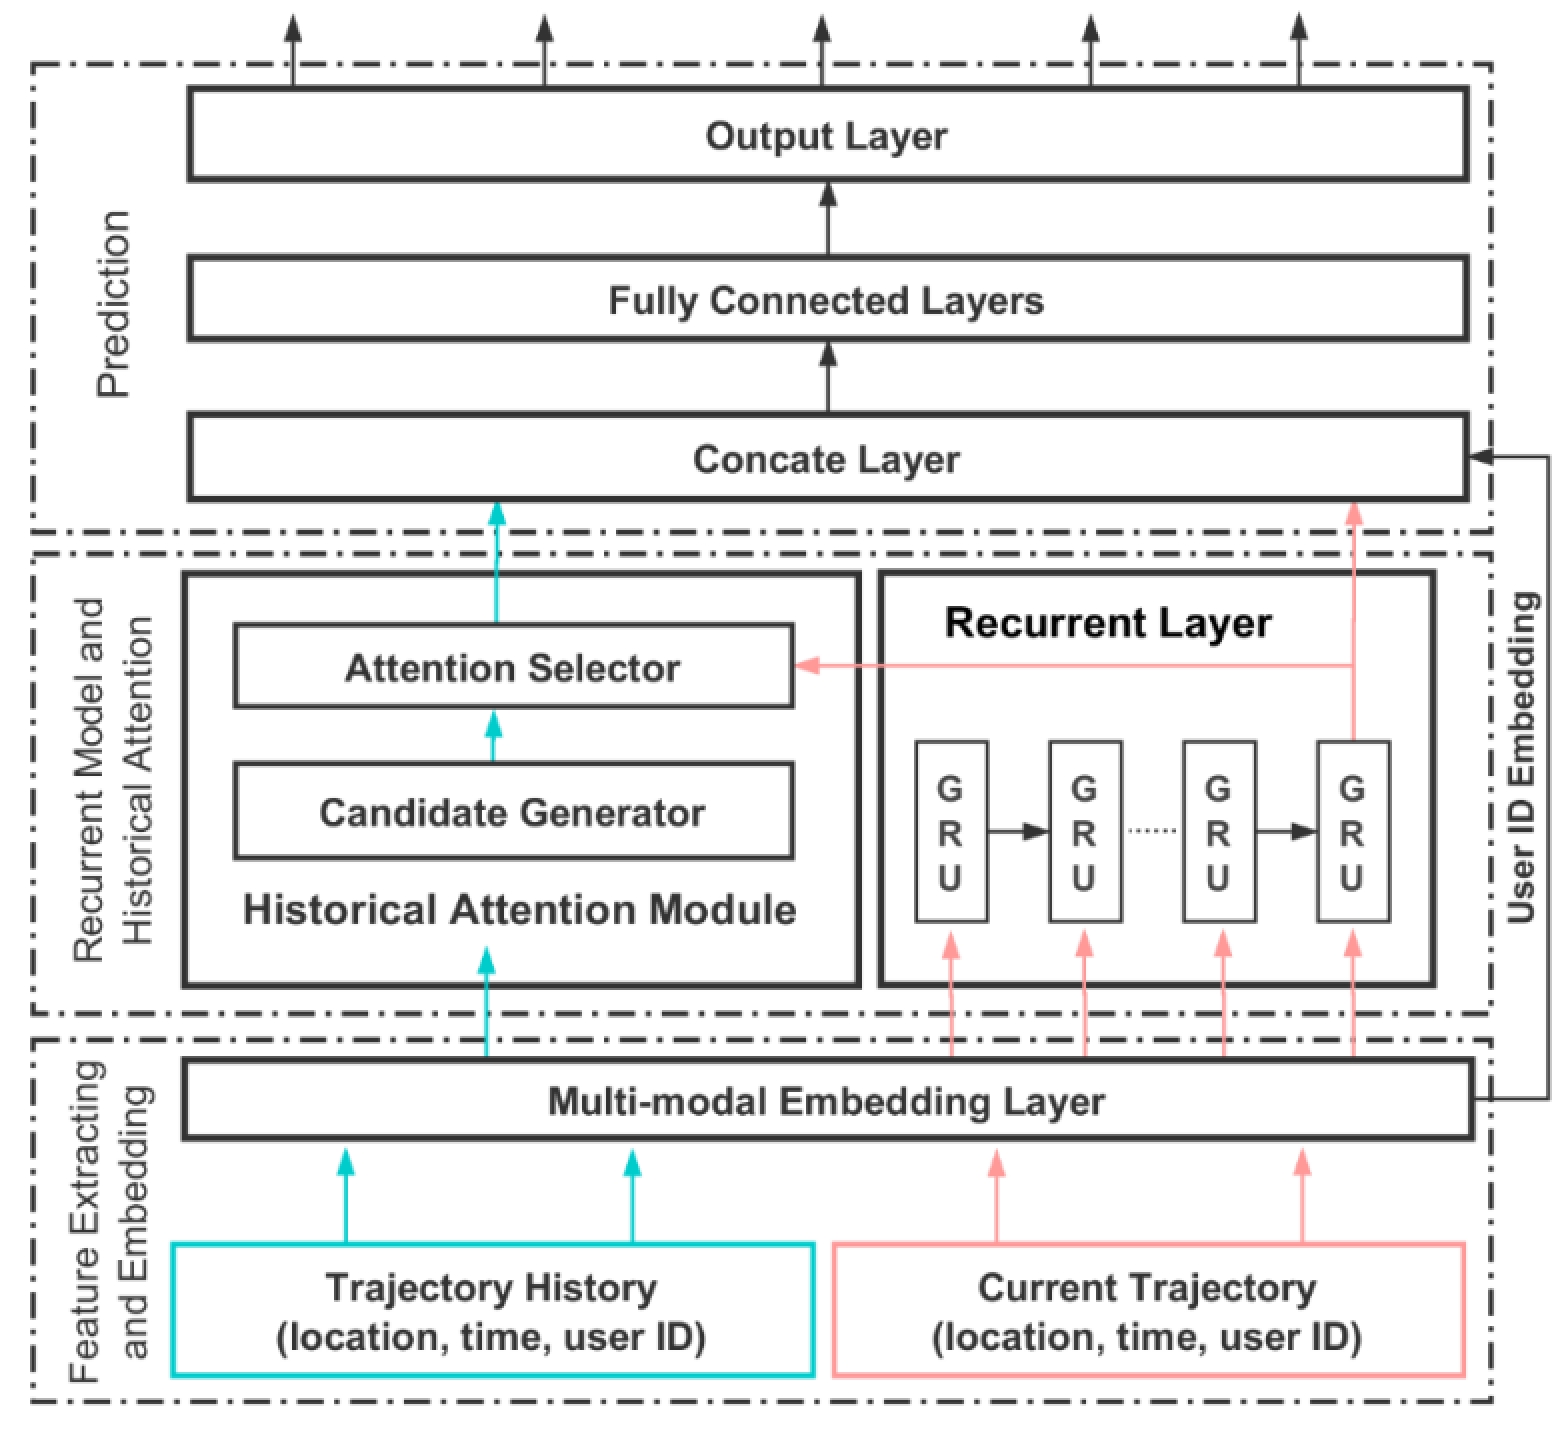 Prediction
Output Layer
Fully Connected Layers
Concate Layer
Recurrent Model and
Historical Attention
Attention Selector
Candidate Generator
Historical Attention Module
Recurrent Layer
G
R
U
G
R
U
G
R
U
G
R
U
User ID Embedding
Feature Extracting
and Embedding
Multi-modal Embedding Layer
Trajectory History
(location, time, user ID)
Current Trajectory
(location, time, user ID)